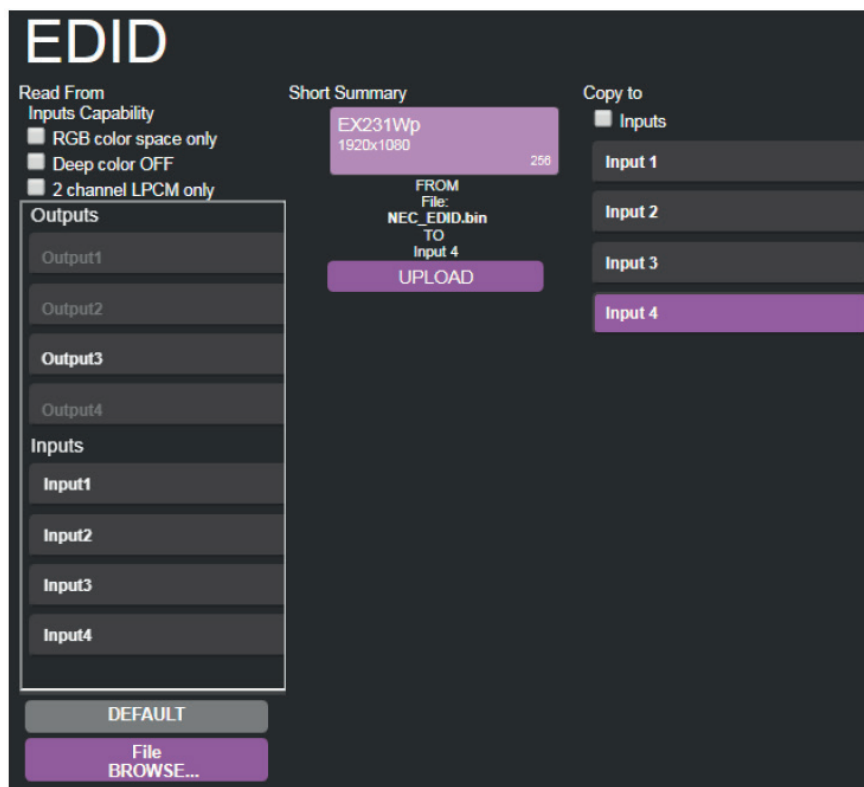 EDID
Read From
Inputs Capability
RGB color space only
Deep color OFF
2 channel LPCM only
Outputs
Output1
Output2
Output3
Output4
Inputs
Input1
Input2
Input3
Input4
DEFAULT
File
BROWSE...
Short Summary
EX231Wp
1920x1080
256
FROM
File:
NEC_EDID.bin
TO
Input 4
UPLOAD
Copy to
Inputs
Input 1
Input 2
Input 3
Input 4